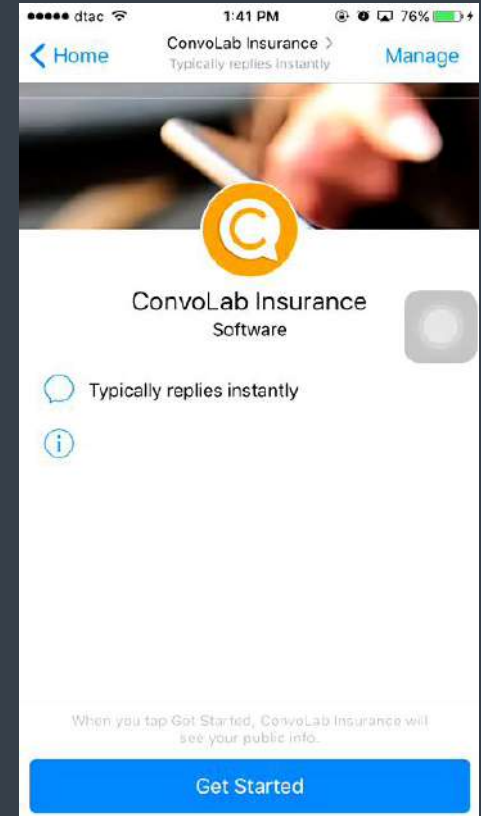 dtac 1:41 PM 76%
Home ConvoLab Insurance > Manage
Typically replies instantly
C
ConvoLab Insurance
Software
Typically replies instantly
When you tap Get Started, ConvoLab Insurance will
see your public info.
Get Started